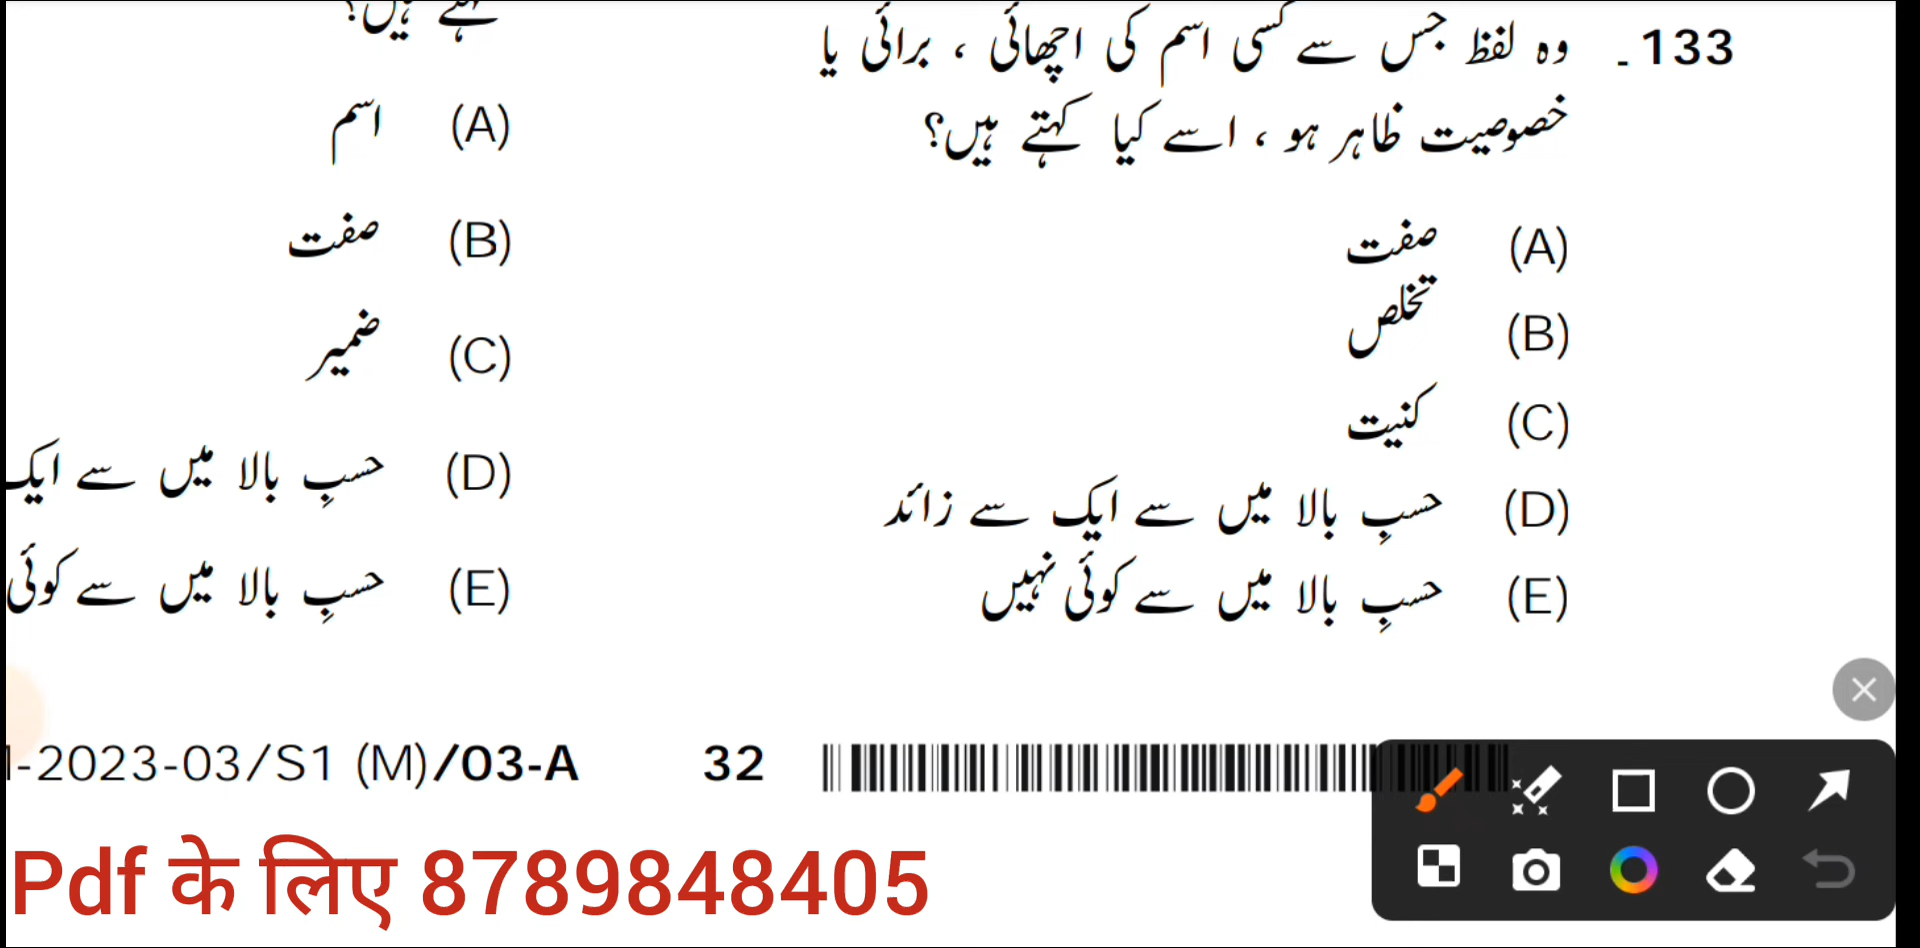 133 ـ وہ لفظ جس سے کسی اسم کی اچھائی ، برائی یا
خصوصیت ظاہر ہو ، اسے کیا کہتے ہیں؟
(A) صفت
(B) تخلص
(C) کنیت
(D) حسبِ بالا میں سے ایک سے زائد
(E) حسبِ بالا میں سے کوئی نہیں
ہیں؟
(A) اسم
(B) صفت
(C) ضمیر
(D) حسبِ بالا میں سے ایک
(E) حسبِ بالا میں سے کوئی
-2023-03/S1 (M)/03-A 32
Pdf के लिए 8789848405